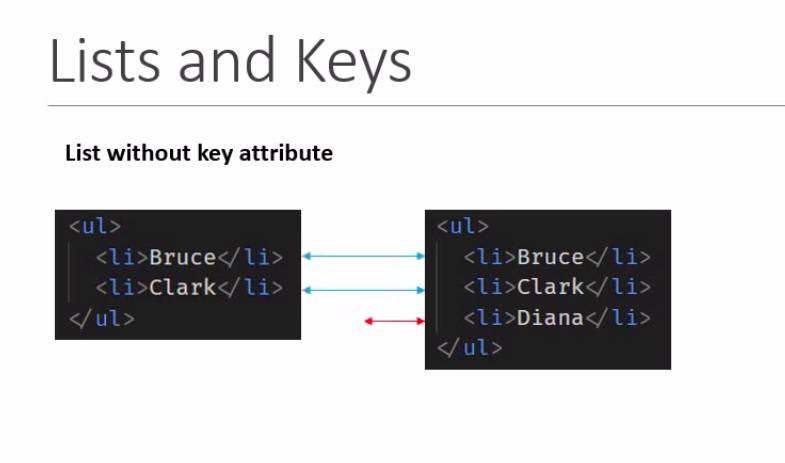 Lists and Keys
List without key attribute
<ul>
<li>Bruce</li>
<li>Clark</li>
</ul>
<ul>
<li>Bruce</li>
<li>Clark</li>
<li>Diana</li>
</ul>